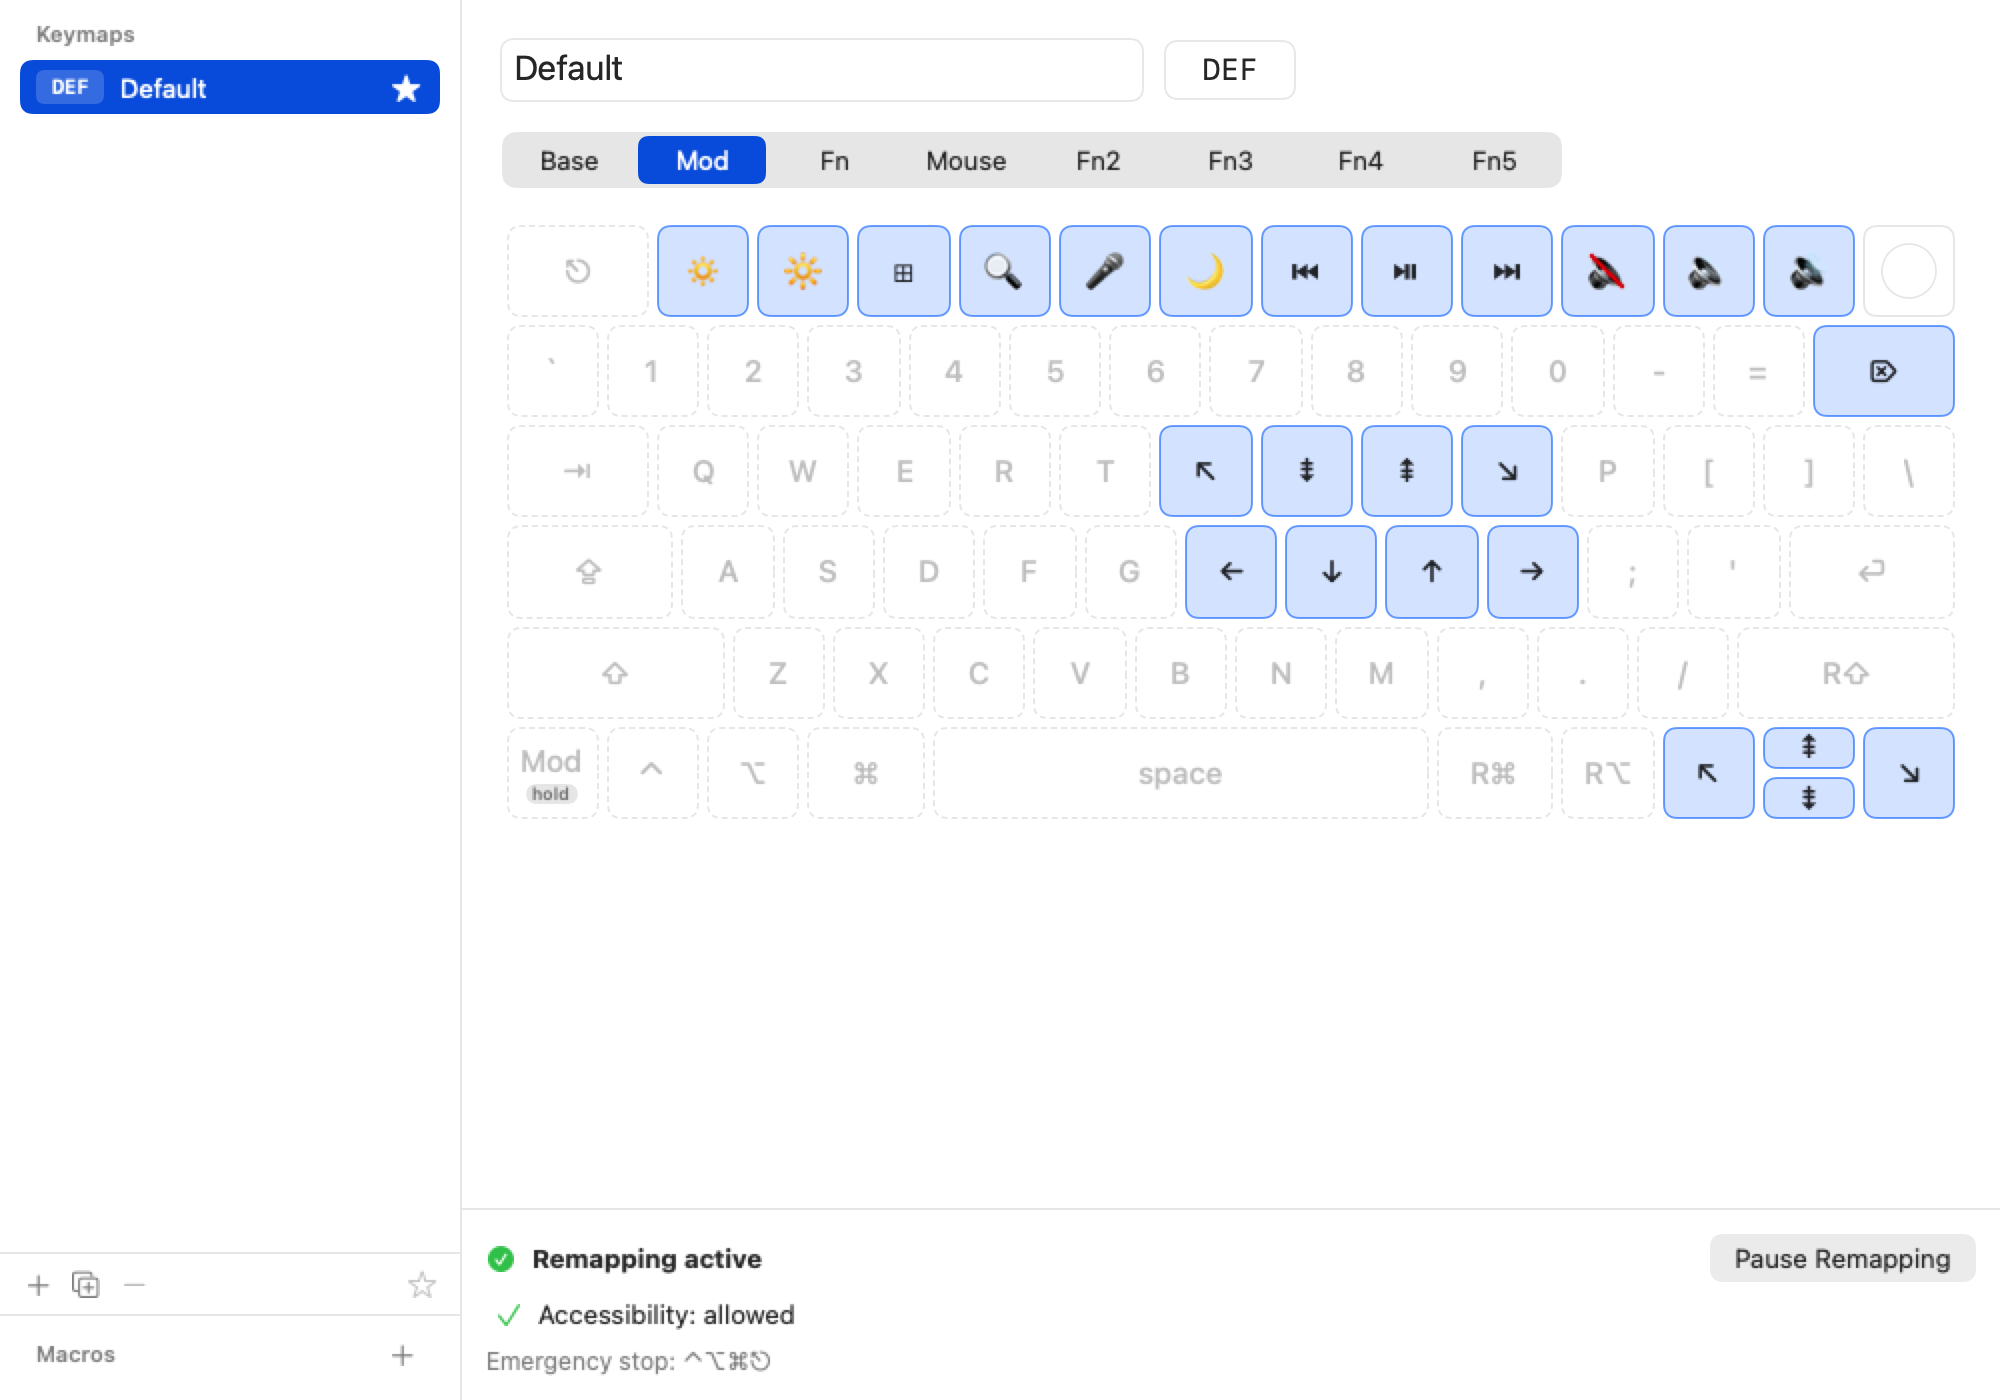 Keymaps
DEF Default ★
Default DEF
Base Mod Fn Mouse Fn2 Fn3 Fn4 Fn5
` 1 2 3 4 5 6 7 8 9 0 - =
Q W E R T ↖ ⇟ ⇞ ↘ P [ ] \
A S D F G ← ↓ ↑ → ; '
Z X C V B N M , . / R⇧
Mod ^ ⌥ ⌘ space R⌘ R⌥ ↖ ⇞ ↘
hold ⇟
Remapping active Pause Remapping
Accessibility: allowed
Macros +
Emergency stop: ^⌥⌘⎋